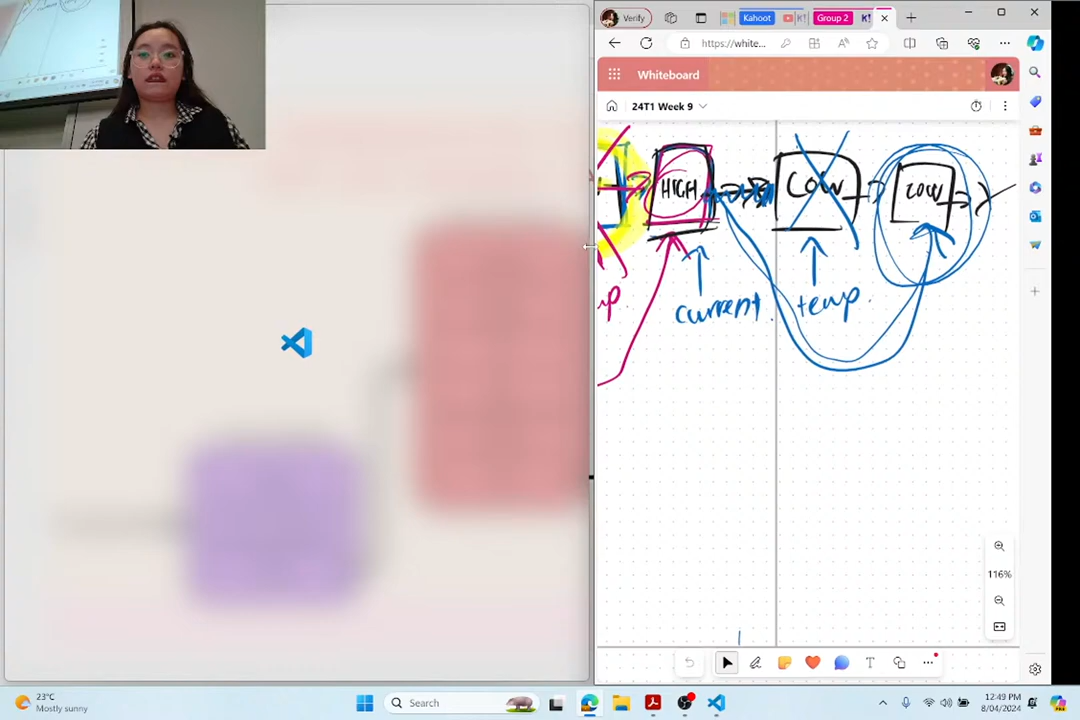 Verify
Kahoot
K!
Group 2
K!
https://white...
Whiteboard
24T1 Week 9
HIGH
LOW
LOW
current
temp.
116%
23°C
Mostly sunny
Search
12:49 PM
8/04/2024